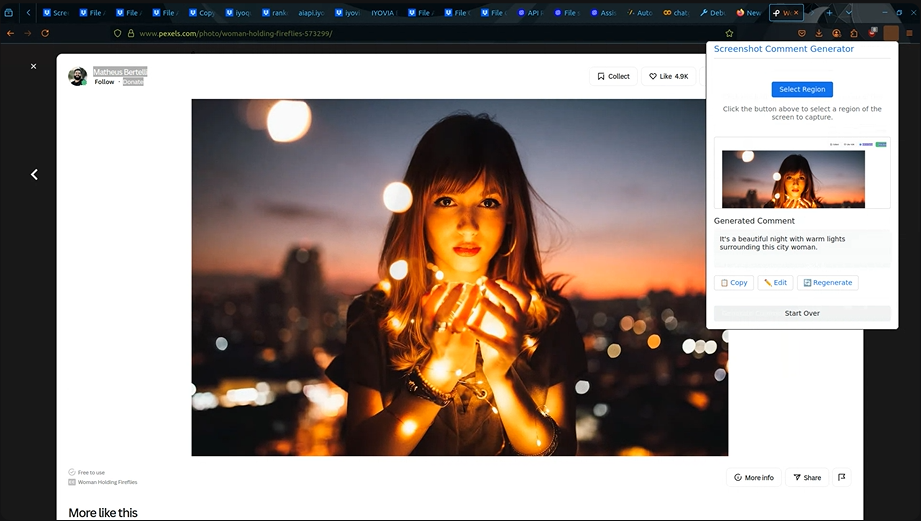 Scre
File
File
File
Copy
iyoq
rank
aiapi.iyo
iyovi
IYOVIA I
File
File
File
API
File
Assis
Auto
chat
Debu
New
www.pexels.com/photo/woman-holding-fireflies-573299/
Matheus Bertelli
Follow · Donate
Collect
Like 4.9K
Screenshot Comment Generator
Select Region
Click the button above to select a region of the
screen to capture.
Generated Comment
It's a beautiful night with warm lights
surrounding this city woman.
Copy
Edit
Regenerate
Start Over
Free to use
Woman Holding Fireflies
More info
Share
More like this